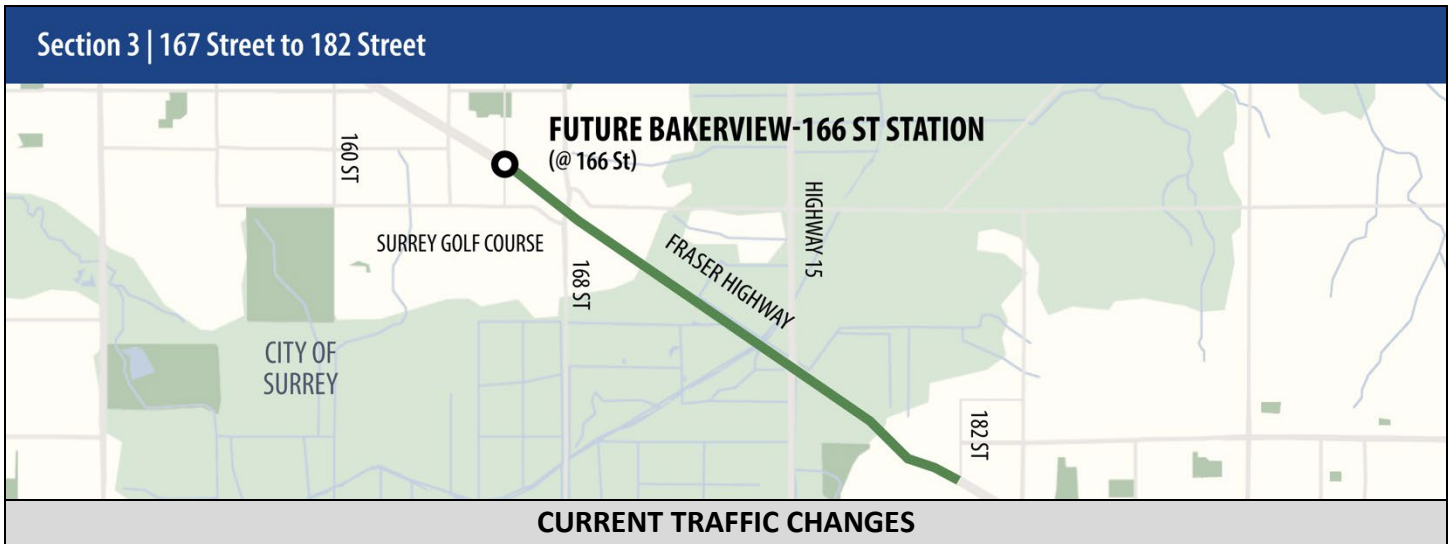 Section 3 | 167 Street to 182 Street
FUTURE BAKERVIEW-166 ST STATION
(@ 166 St)
160 ST
HIGHWAY 15
SURREY GOLF COURSE
FRASER HIGHWAY
168 ST
CITY OF
SURREY
182 ST
CURRENT TRAFFIC CHANGES